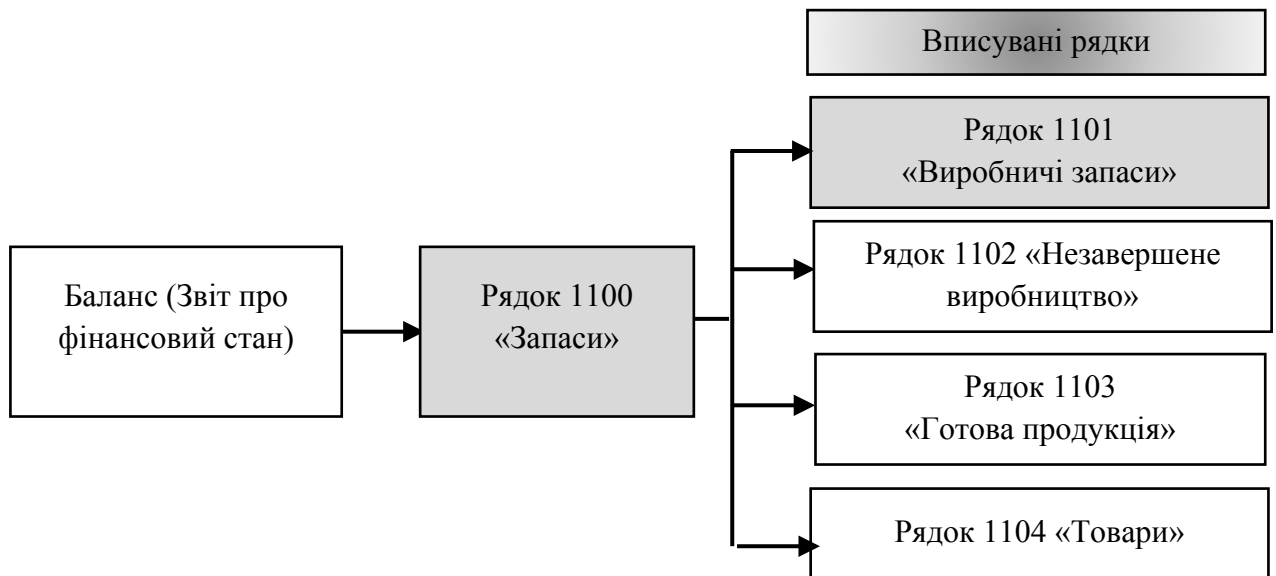 Вписувані рядки
Рядок 1101
«Виробничі запаси»
Рядок 1102 «Незавершене
виробництво»
Баланс (Звіт про
фінансовий стан)
Рядок 1100
«Запаси»
Рядок 1103
«Готова продукція»
Рядок 1104 «Товари»